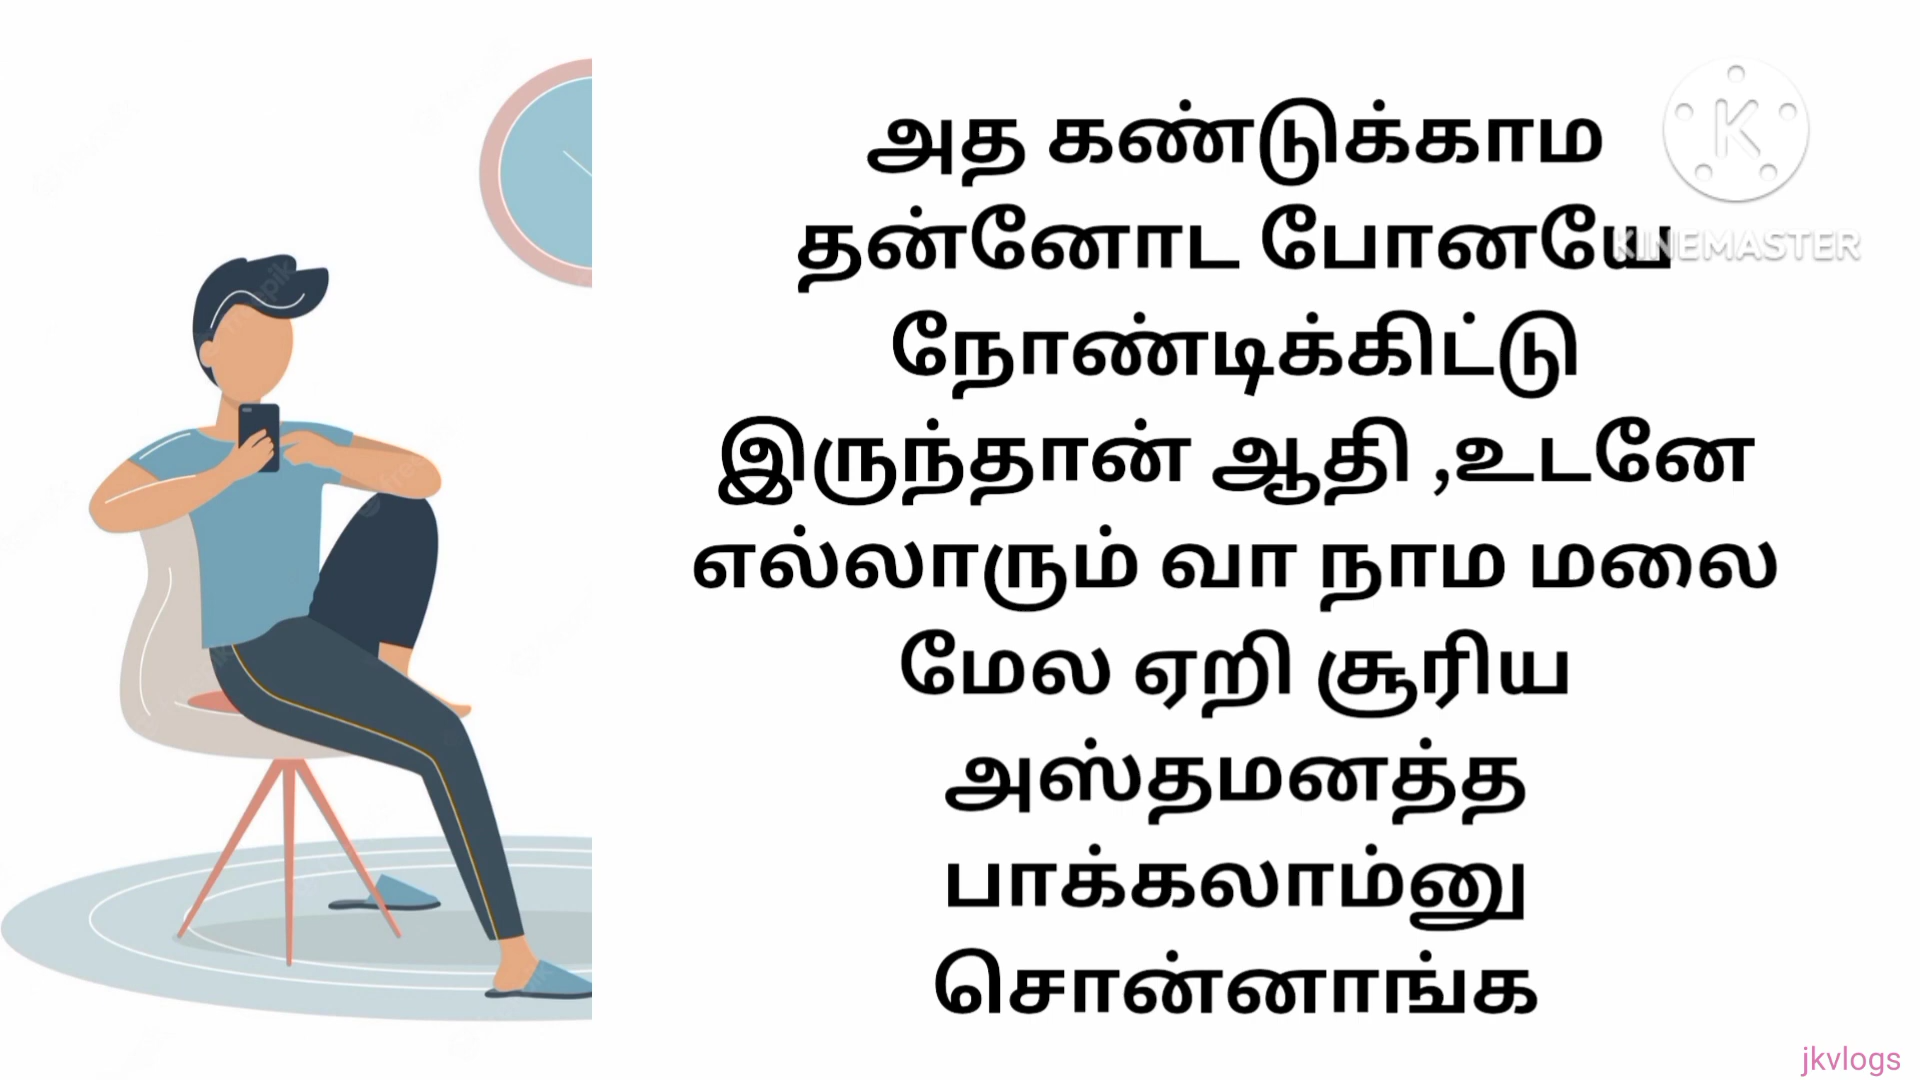 அத கண்டுக்காம
தன்னோட போனயே
நோண்டிக்கிட்டு
இருந்தான் ஆதி ,உடனே
எல்லாரும் வா நாம மலை
மேல ஏறி சூரிய
அஸ்தமனத்த
பாக்கலாம்னு
சொன்னாங்க
K
KINEMASTER
jkvlogs